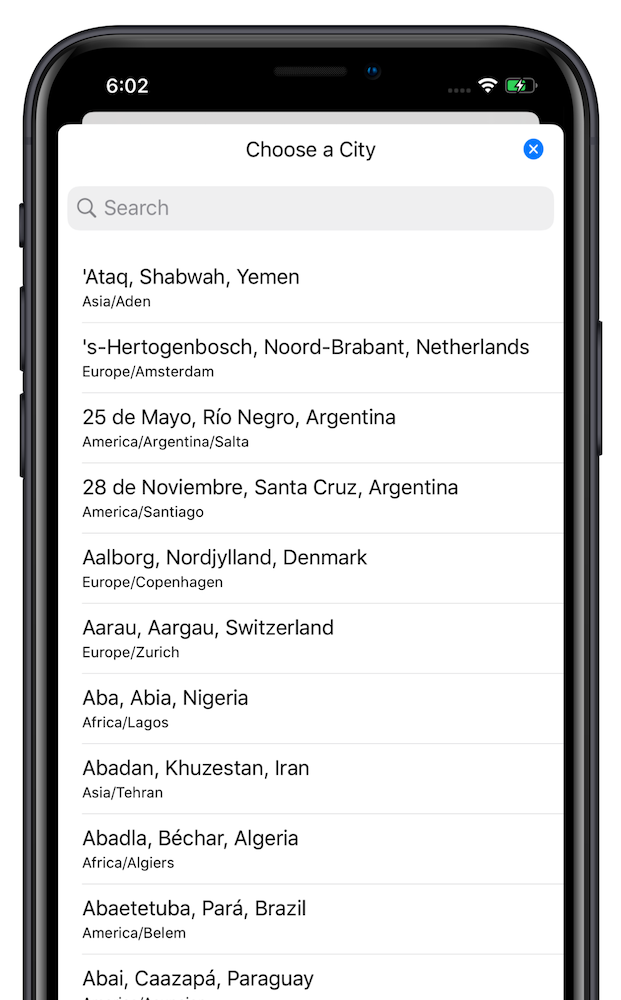 6:02
Choose a City
Search
'Ataq, Shabwah, Yemen
Asia/Aden
's-Hertogenbosch, Noord-Brabant, Netherlands
Europe/Amsterdam
25 de Mayo, Río Negro, Argentina
America/Argentina/Salta
28 de Noviembre, Santa Cruz, Argentina
America/Santiago
Aalborg, Nordjylland, Denmark
Europe/Copenhagen
Aarau, Aargau, Switzerland
Europe/Zurich
Aba, Abia, Nigeria
Africa/Lagos
Abadan, Khuzestan, Iran
Asia/Tehran
Abadla, Béchar, Algeria
Africa/Algiers
Abaetetuba, Pará, Brazil
America/Belem
Abai, Caazapá, Paraguay